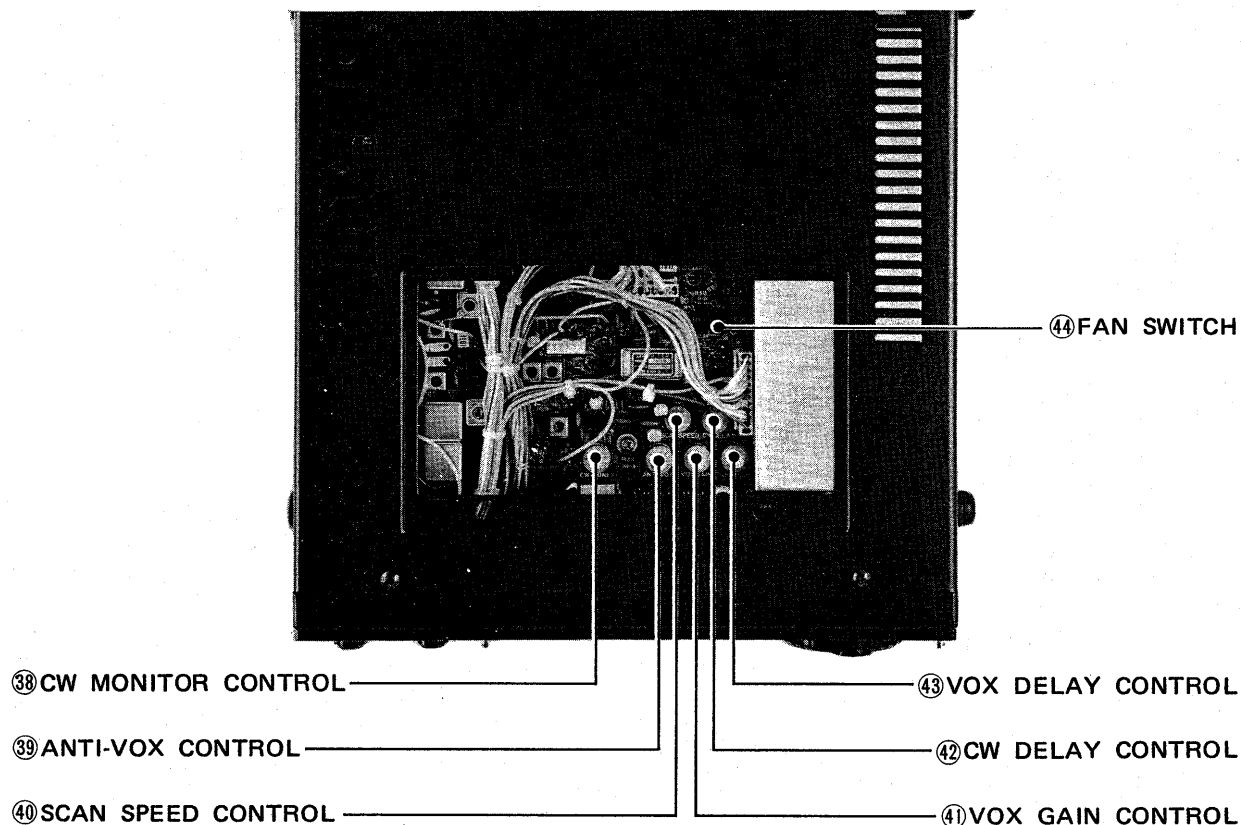 ㊹FAN SWITCH
㊳CW MONITOR CONTROL
㊴ANTI-VOX CONTROL
㊵SCAN SPEED CONTROL
㊸VOX DELAY CONTROL
㊷CW DELAY CONTROL
㊶VOX GAIN CONTROL